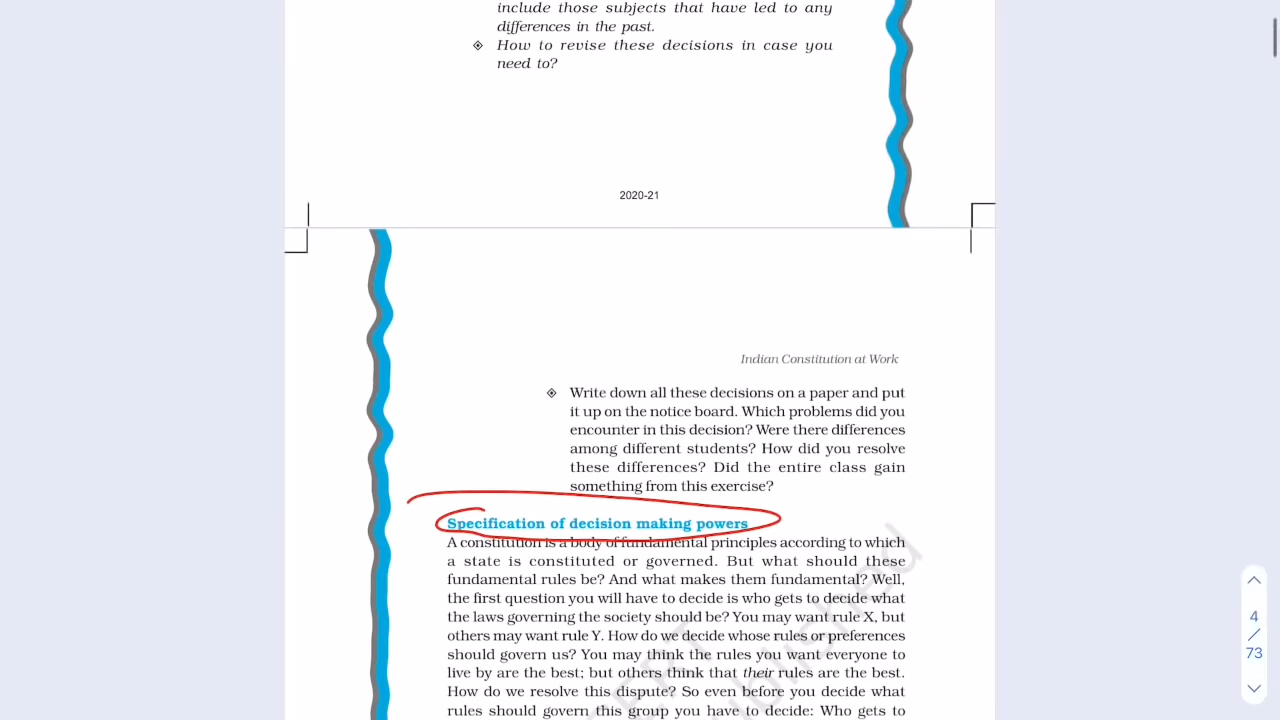 include those subjects that have led to any
differences in the past.
How to revise these decisions in case you
need to?
2020-21
Indian Constitution at Work
Write down all these decisions on a paper and put
it up on the notice board. Which problems did you
encounter in this decision? Were there differences
among different students? How did you resolve
these differences? Did the entire class gain
something from this exercise?
Specification of decision making powers
A constitution is a body of fundamental principles according to which
a state is constituted or governed. But what should these
fundamental rules be? And what makes them fundamental? Well,
the first question you will have to decide is who gets to decide what
the laws governing the society should be? You may want rule X, but
others may want rule Y. How do we decide whose rules or preferences
should govern us? You may think the rules you want everyone to
live by are the best; but others think that their rules are the best.
How do we resolve this dispute? So even before you decide what
rules should govern this group you have to decide: Who gets to
4
/
73